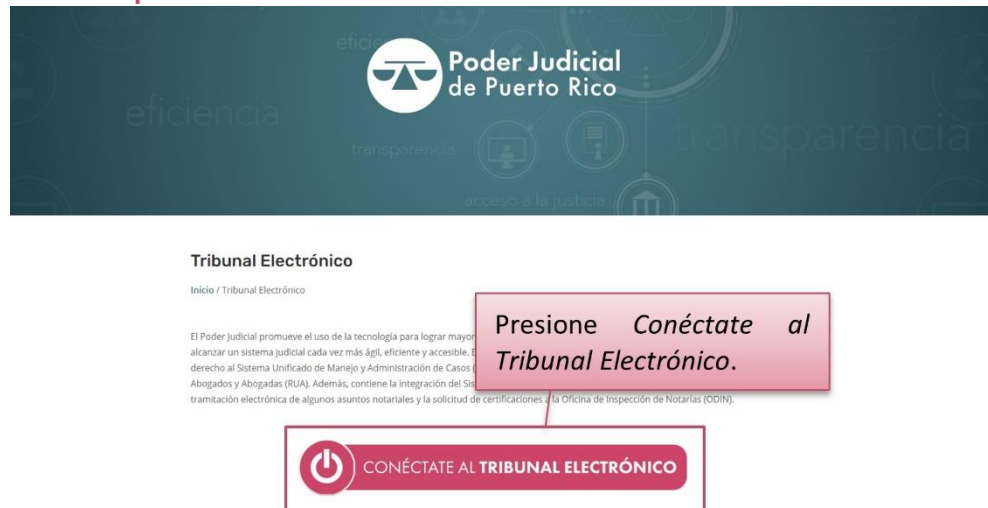 eficiencia
Poder Judicial
de Puerto Rico
eficiencia
transparencia
transparencia
acceso a la justicia
Tribunal Electrónico
Inicio / Tribunal Electrónico
Presione Conéctate al
Tribunal Electrónico.
El Poder Judicial promueve el uso de la tecnología para lograr mayor
alcanzar un sistema judicial cada vez más ágil, eficiente y accesible.
derecho al Sistema Unificado de Manejo y Administración de Casos
Abogados y Abogadas (RUA). Además, contiene la integración del
tramitación electrónica de algunos asuntos notariales y la solicitud de certificaciones a la Oficina de Inspección de Notarías (ODIN).
CONÉCTATE AL TRIBUNAL ELECTRÓNICO